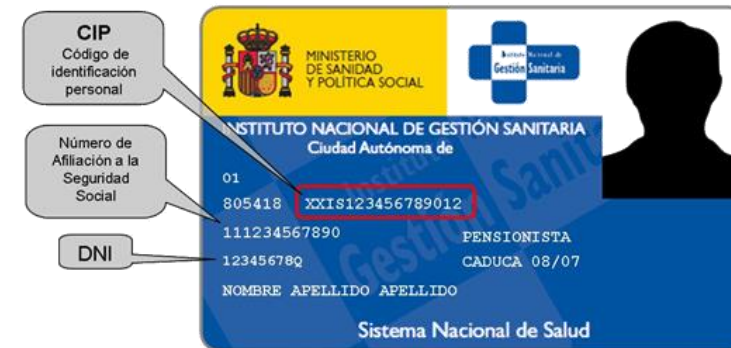 CIP
Código de
identificación
personal
Número de
Afiliación a la
Seguridad
Social
DNI
MINISTERIO
DE SANIDAD
Y POLÍTICA SOCIAL
Gestión Sanitaria
INSTITUTO NACIONAL DE GESTIÓN SANITARIA
Ciudad Autónoma de
01
805418 XXIS123456789012
111234567890
PENSIONISTA
12345678Q
CADUCA 08/07
NOMBRE APELLIDO APELLIDO
Sistema Nacional de Salud